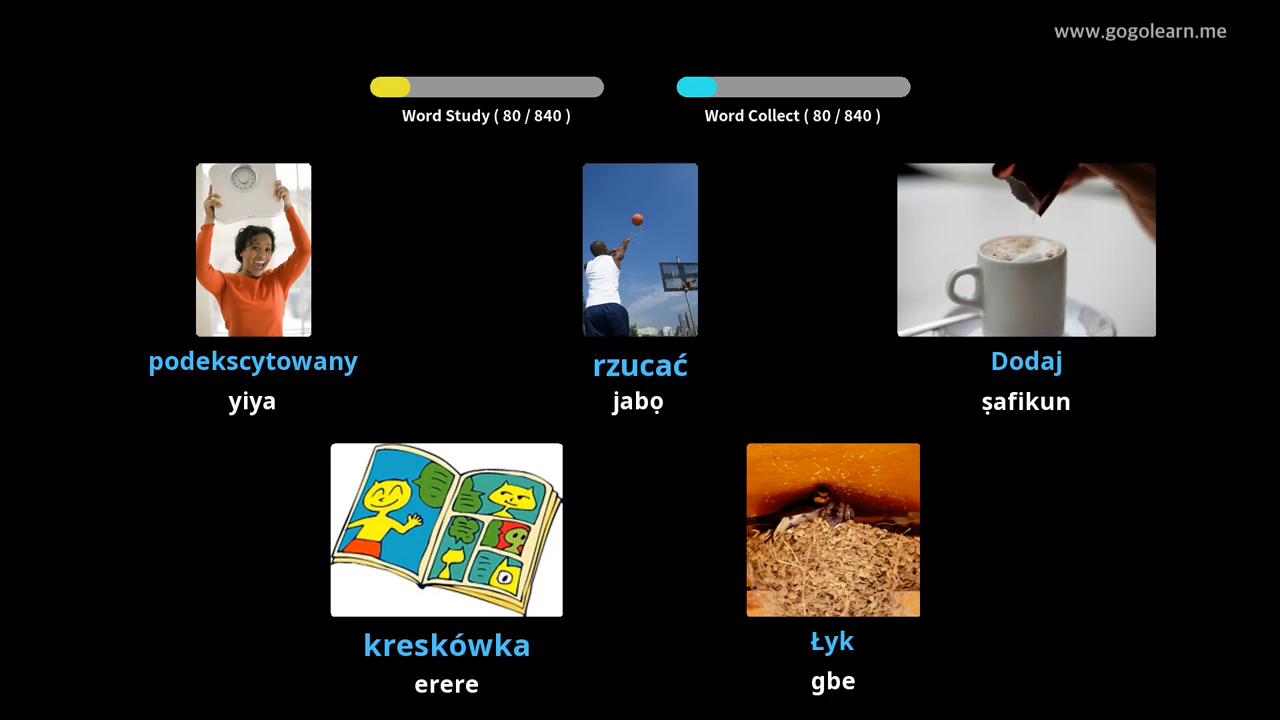 www.gogolearn.me
Word Study ( 80 / 840 )
Word Collect ( 80 / 840 )
podekscytowany
yiya
rzucać
jabọ
Dodaj
ṣafikun
kreskówka
erere
Łyk
gbe